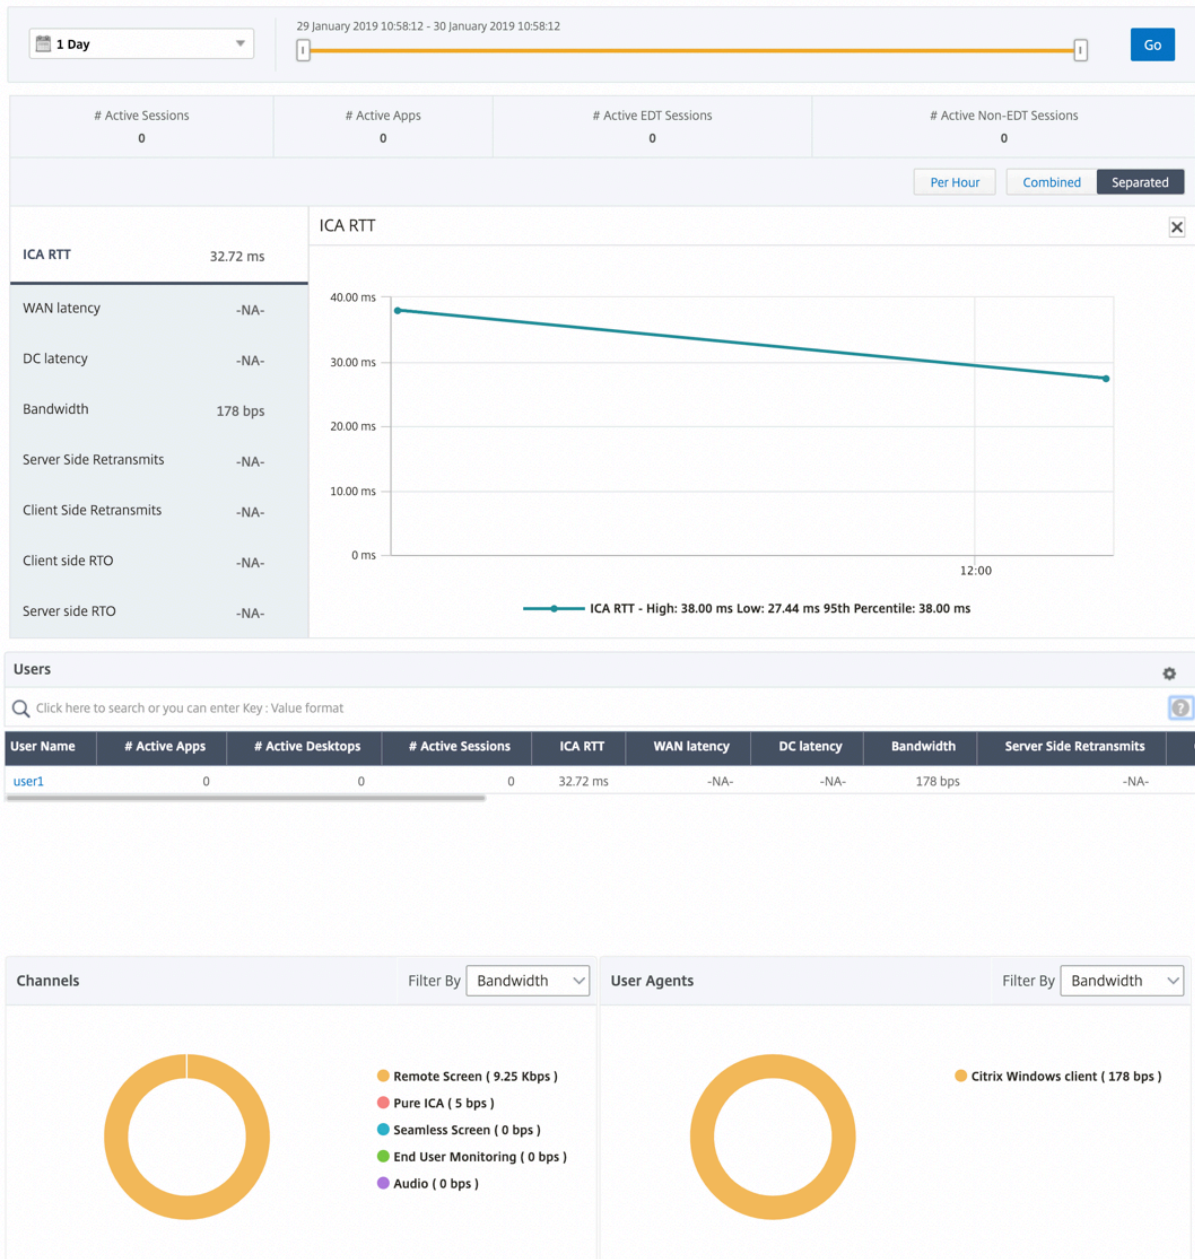 29 January 2019 10:58:12 - 30 January 2019 10:58:12
1 Day
Go
# Active Sessions # Active Apps # Active EDT Sessions # Active Non-EDT Sessions
0 0 0 0
Per Hour Combined Separated
ICA RTT
ICA RTT 32.72 ms
WAN latency -NA-
DC latency -NA-
Bandwidth 178 bps
Server Side Retransmits -NA-
Client Side Retransmits -NA-
Client side RTO -NA-
Server side RTO -NA-
40.00 ms
30.00 ms
20.00 ms
10.00 ms
0 ms
12:00
ICA RTT - High: 38.00 ms Low: 27.44 ms 95th Percentile: 38.00 ms
Users
Click here to search or you can enter Key : Value format
?
User Name # Active Apps # Active Desktops # Active Sessions ICA RTT WAN latency DC latency Bandwidth Server Side Retransmits
user1 0 0 0 32.72 ms -NA- -NA- 178 bps -NA-
Channels Filter By Bandwidth
Remote Screen ( 9.25 Kbps )
Pure ICA ( 5 bps )
Seamless Screen ( 0 bps )
End User Monitoring ( 0 bps )
Audio ( 0 bps )
User Agents Filter By Bandwidth
Citrix Windows client ( 178 bps )